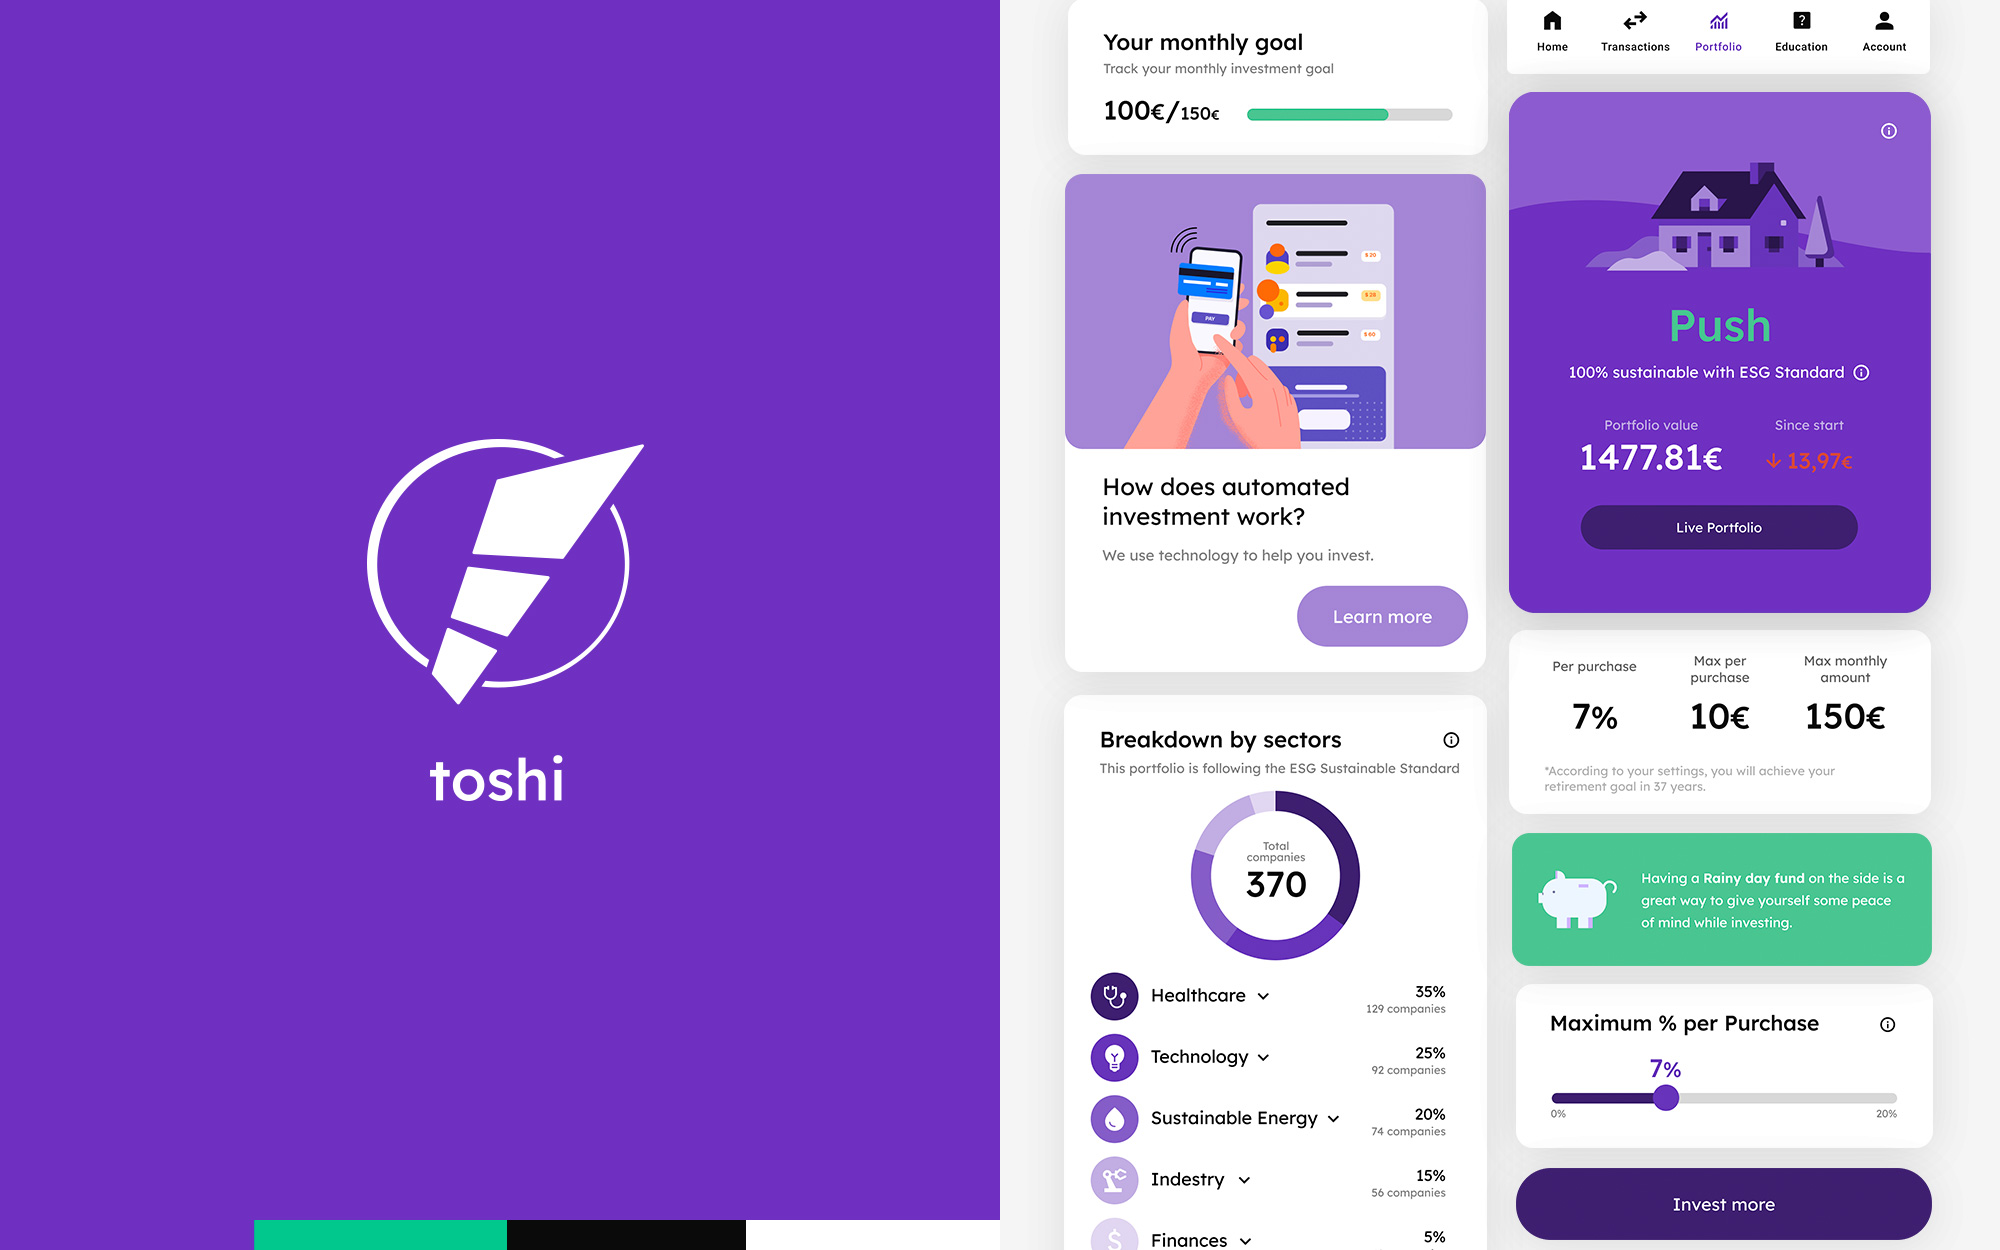 toshi
Your monthly goal
Track your monthly investment goal
100€/150€
$ 20
$ 28
$ 60
PAY
How does automated
investment work?
We use technology to help you invest.
Learn more
Breakdown by sectors
This portfolio is following the ESG Sustainable Standard
Total
companies
370
Healthcare
35%
129 companies
Technology
25%
92 companies
Sustainable Energy
20%
74 companies
Indestry
15%
56 companies
Finances
5%
Home
Transactions
Portfolio
Education
Account
Push
100% sustainable with ESG Standard
Portfolio value
Since start
1477.81€
13,97€
Live Portfolio
Per purchase
Max per
purchase
Max monthly
amount
7%
10€
150€
*According to your settings, you will achieve your
retirement goal in 37 years.
Having a Rainy day fund on the side is a
great way to give yourself some peace
of mind while investing.
Maximum % per Purchase
7%
0%
20%
Invest more